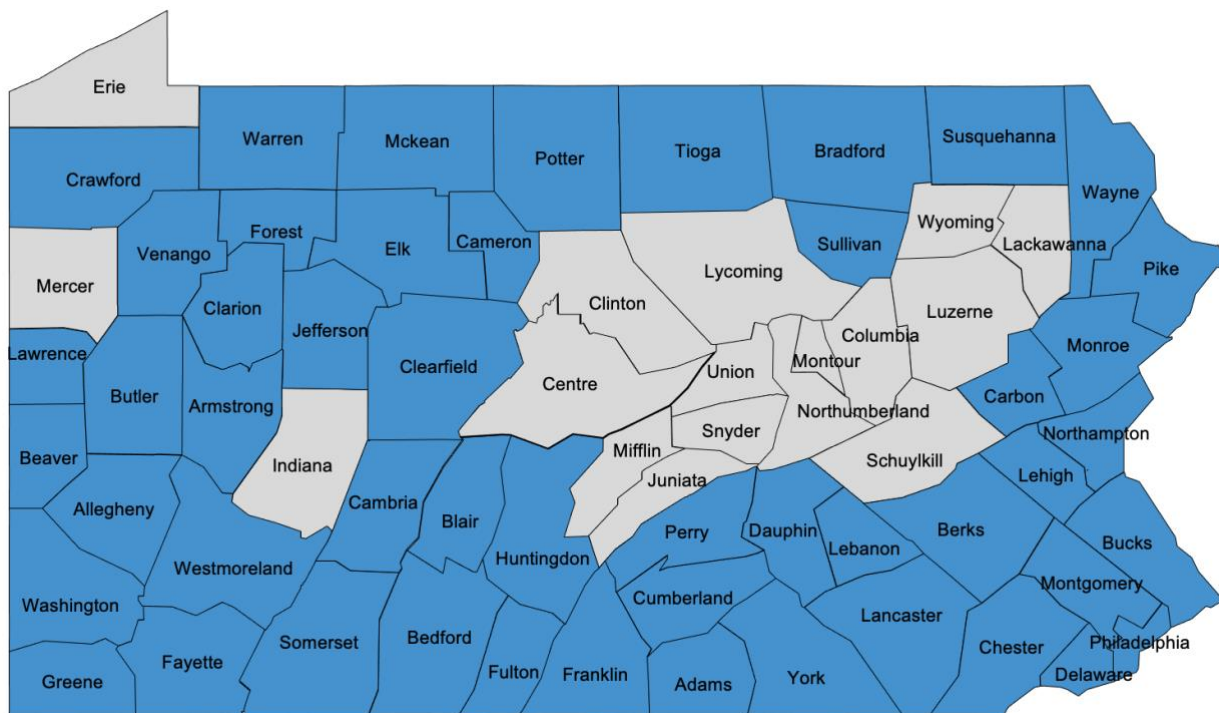 Erie
Warren
Mckean
Potter
Tioga
Bradford
Susquehanna
Crawford
Wayne
Wyoming
Forest
Venango
Elk
Cameron
Sullivan
Lackawanna
Pike
Lycoming
Mercer
Clarion
Clinton
Luzerne
Jefferson
Columbia
Lawrence
Clearfield
Montour
Monroe
Union
Centre
Butler
Carbon
Armstrong
Northumberland
Snyder
Northampton
Mifflin
Beaver
Indiana
Schuylkill
Lehigh
Juniata
Cambria
Allegheny
Blair
Perry
Dauphin
Berks
Lebanon
Bucks
Huntingdon
Westmoreland
Montgomery
Cumberland
Washington
Lancaster
Somerset
Bedford
Philadelphia
Chester
Fayette
Fulton
Franklin
York
Delaware
Greene
Adams